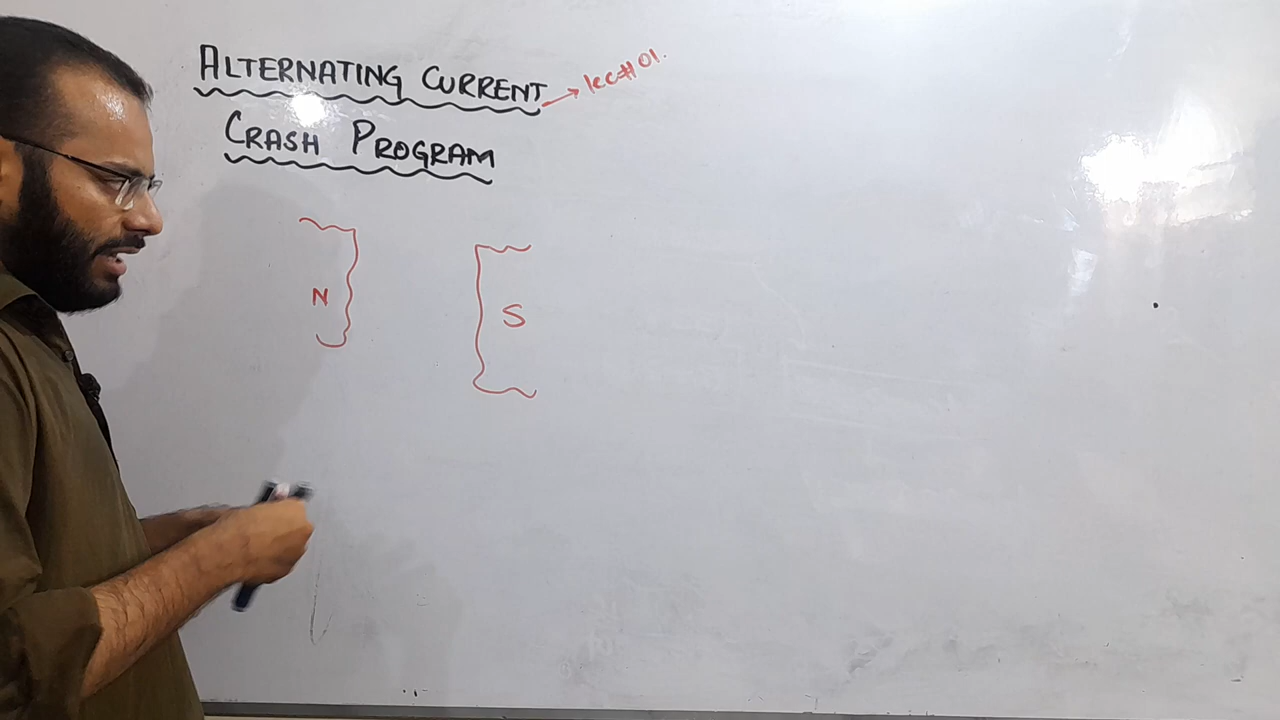 ALTERNATING CURRENT → lec# 01.
CRASH PROGRAM
N
S